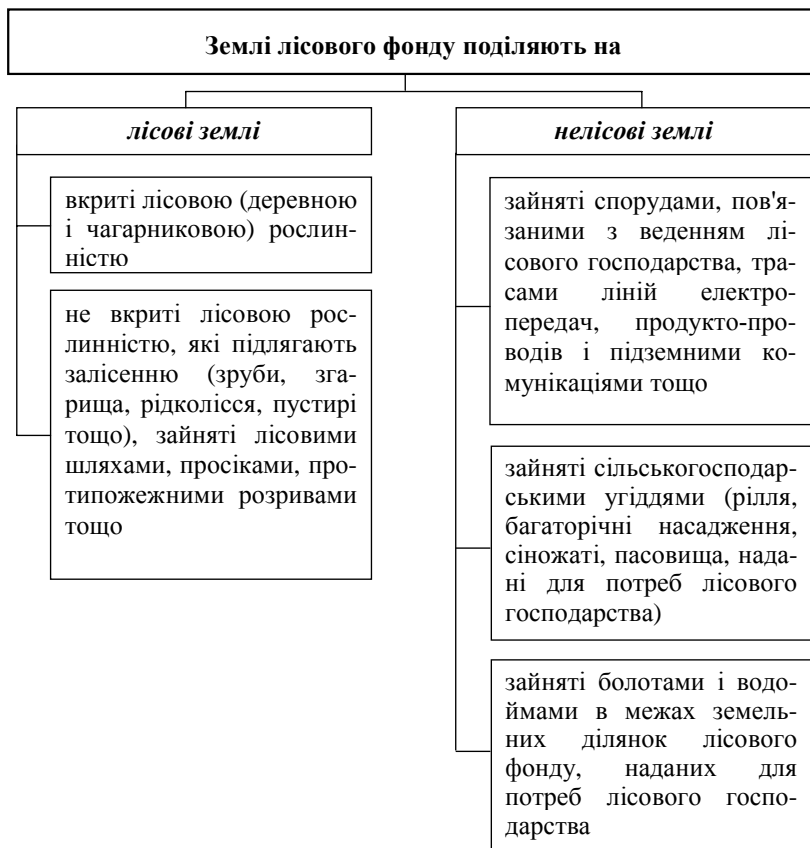 Землі лісового фонду поділяють на
лісові землі
вкриті лісовою (деревною
і чагарниковою) рослин-
ністю
не вкриті лісовою рос-
линністю, які підлягають
залісенню (зруби, зга-
рища, рідколісся, пустирі
тощо), зайняті лісовими
шляхами, просіками, про-
типожежними розривами
тощо
нелісові землі
зайняті спорудами, пов'я-
заними з веденням лі-
сового господарства, тра-
сами ліній електро-
передач, продукто-про-
водів і підземними ко-
мунікаціями тощо
зайняті сільськогосподар-
ськими угіддями (рілля,
багаторічні насадження,
сіножаті, пасовища, нада-
ні для потреб лісового
господарства)
зайняті болотами і водо-
ймами в межах земель-
них ділянок лісового
фонду, наданих для
потреб лісового госпо-
дарства